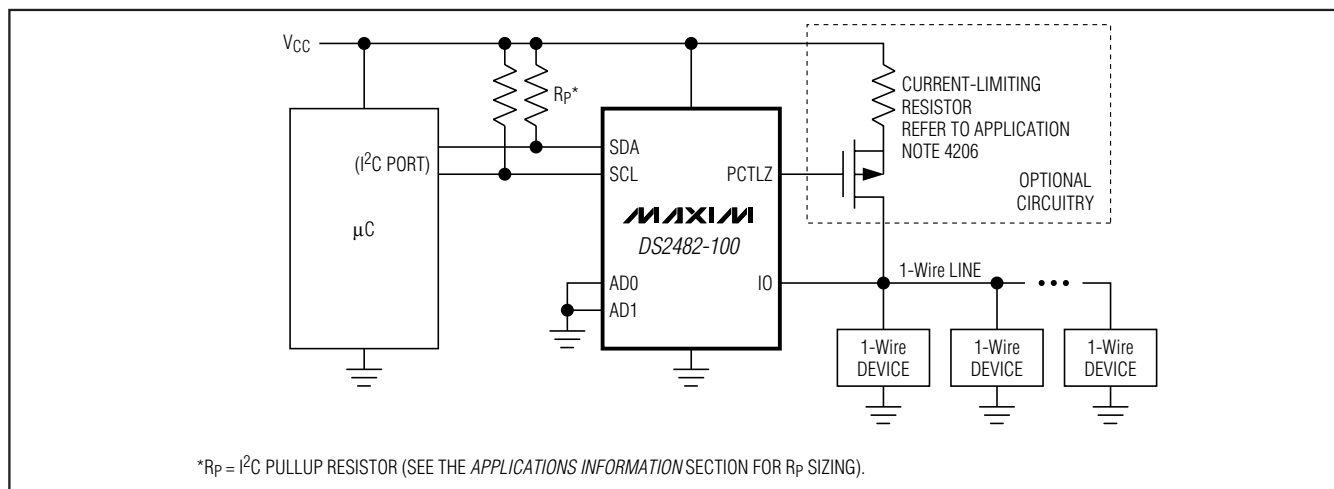 VCC
RP*
CURRENT-LIMITING
RESISTOR
REFER TO APPLICATION
NOTE 4206
OPTIONAL
CIRCUITRY
(I2C PORT)
μC
SDA
SCL
PCTLZ
MAXIM
DS2482-100
AD0
AD1
IO
1-Wire LINE
1-Wire
DEVICE
1-Wire
DEVICE
1-Wire
DEVICE
*RP = I2C PULLUP RESISTOR (SEE THE APPLICATIONS INFORMATION SECTION FOR RP SIZING).